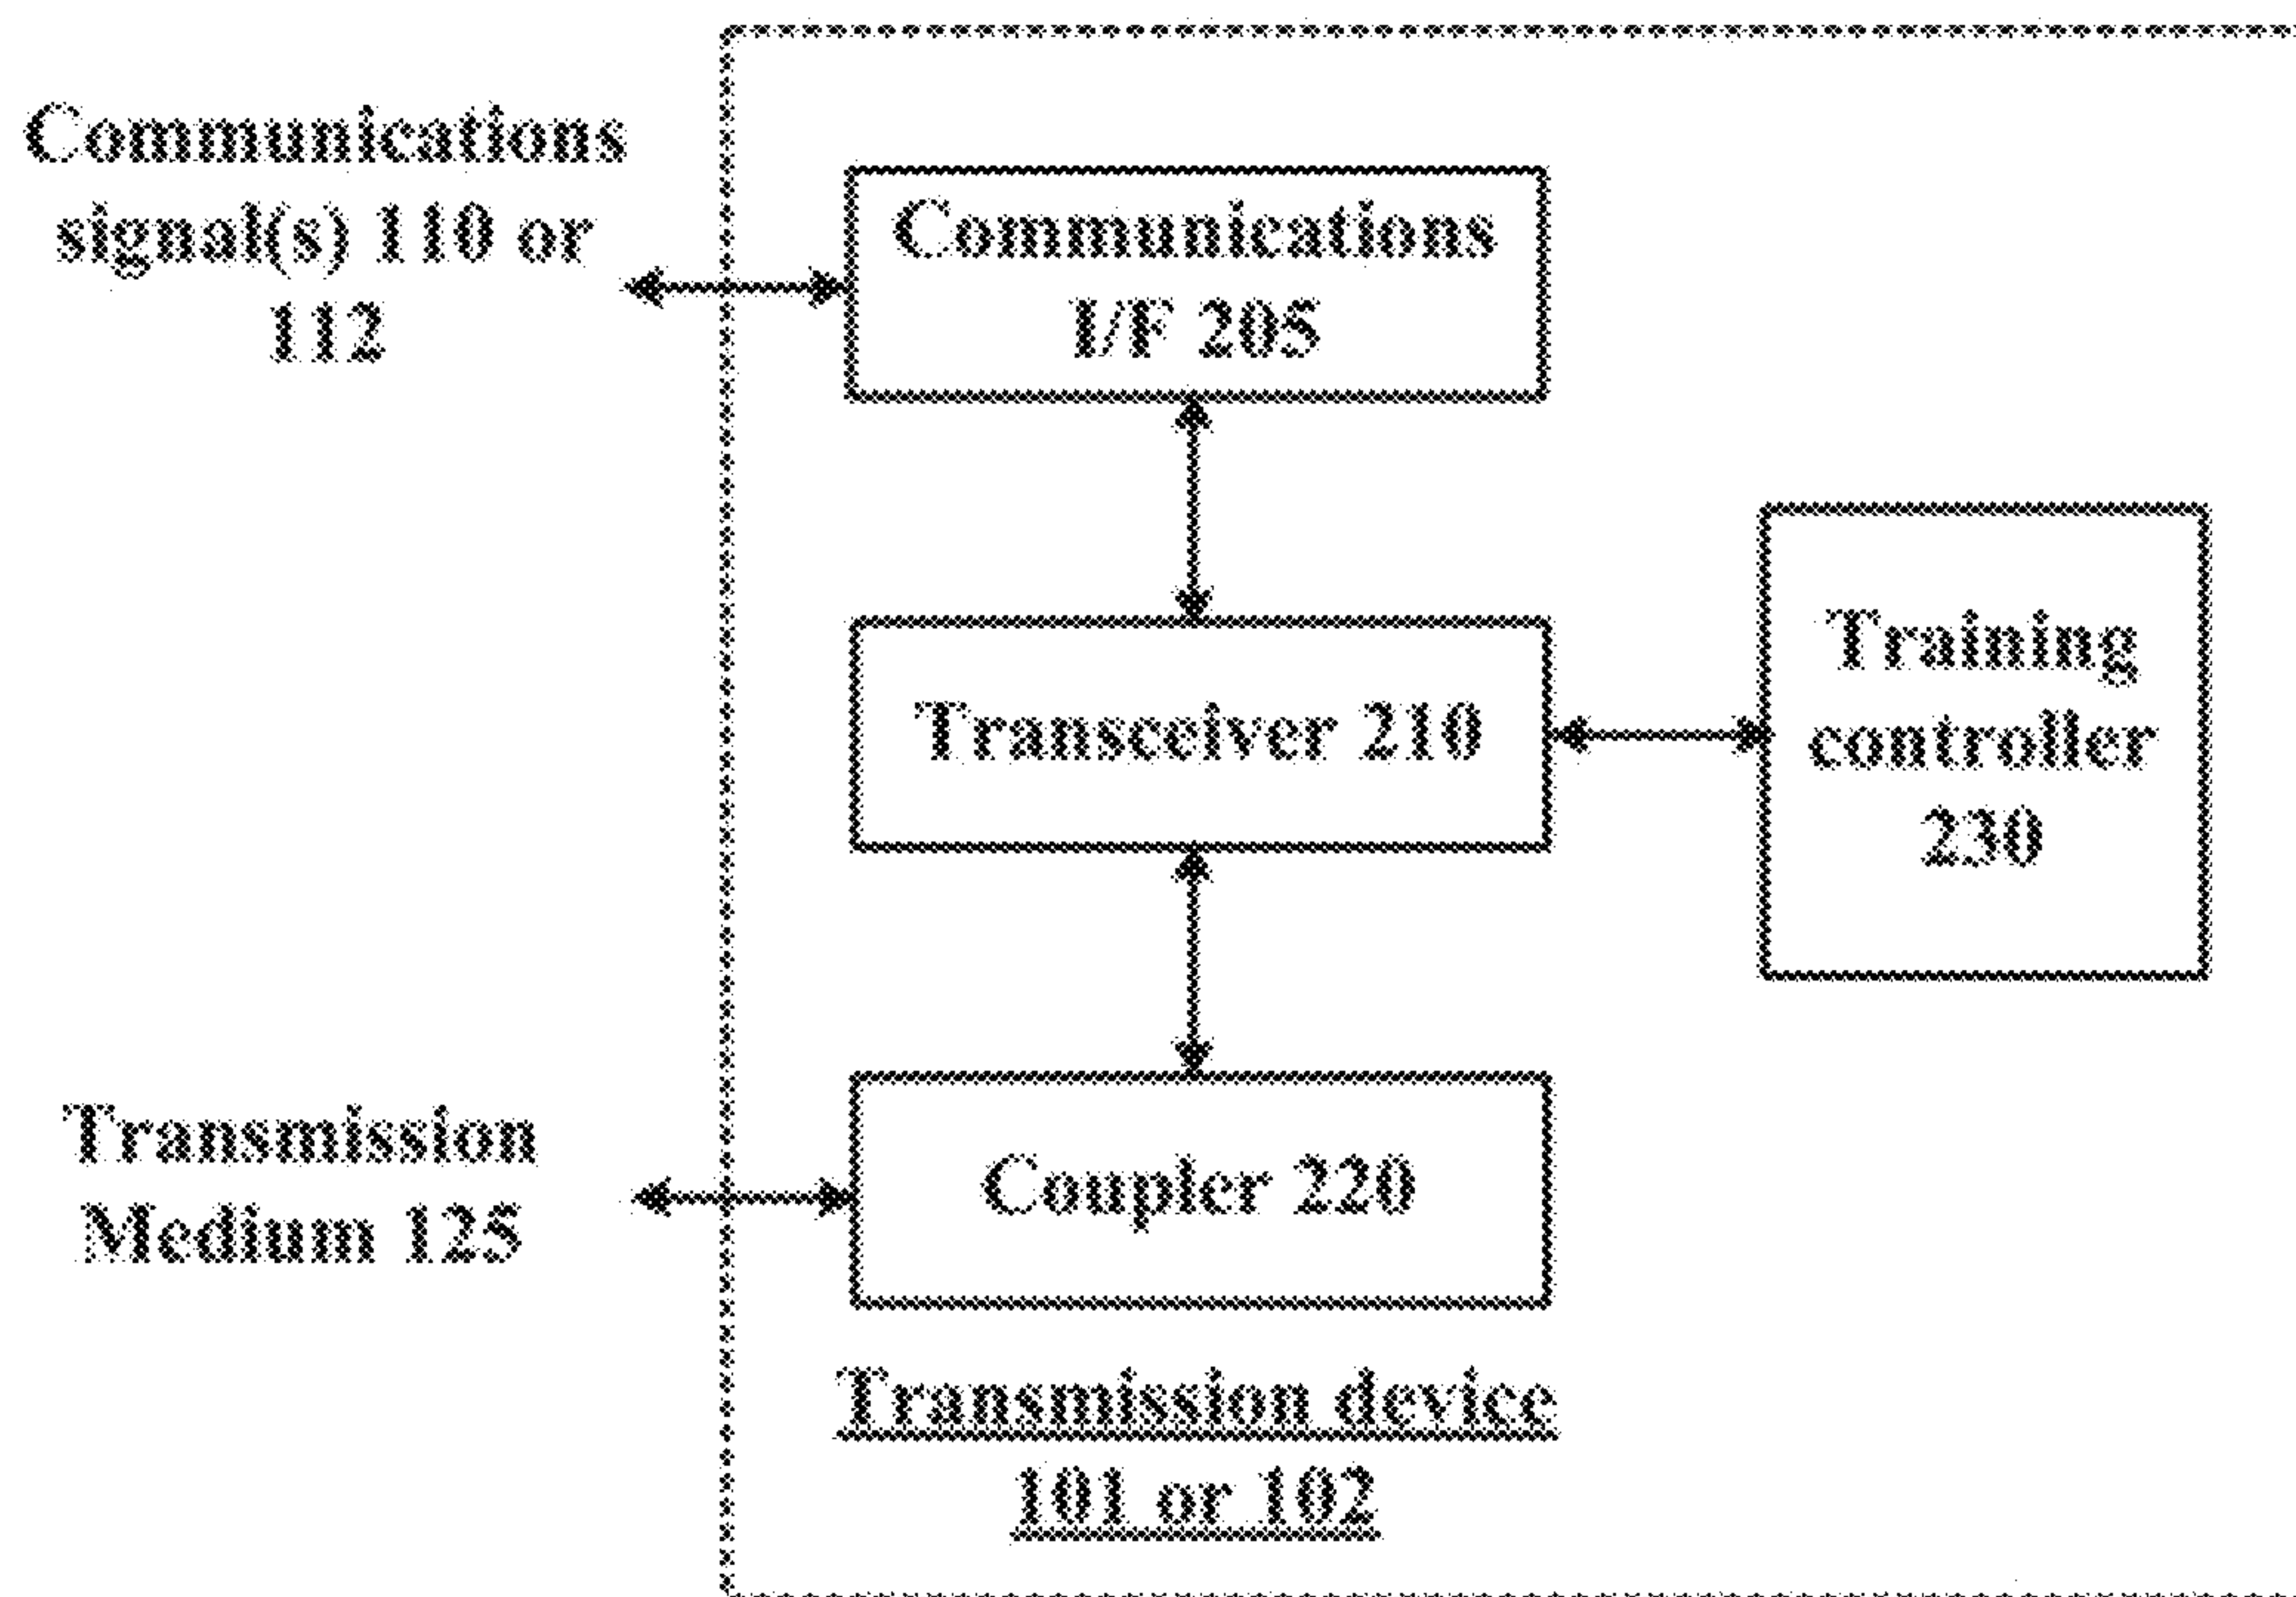 Communications
signal(s) 110 or
112
Communications
I/F 205
Transceiver 210
Training
controller
230
Transmission
Medium 125
Coupler 220
Transmission device
101 or 102